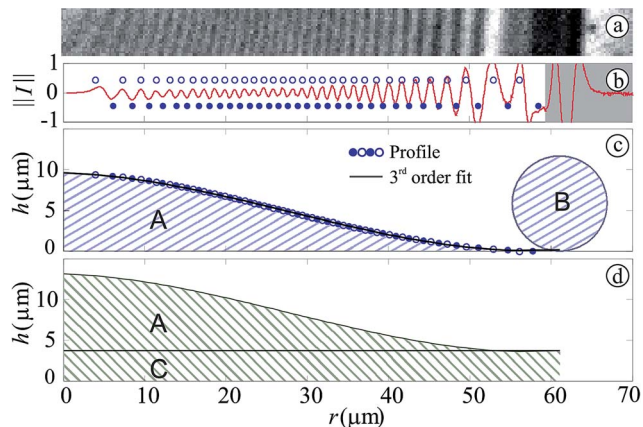 a
1
0
-1
||I||
b
10
5
0
h(μm)
Profile
3rd order fit
A
B
c
10
5
0
h(μm)
A
C
d
0 10 20 30 40 50 60 70
r(μm)